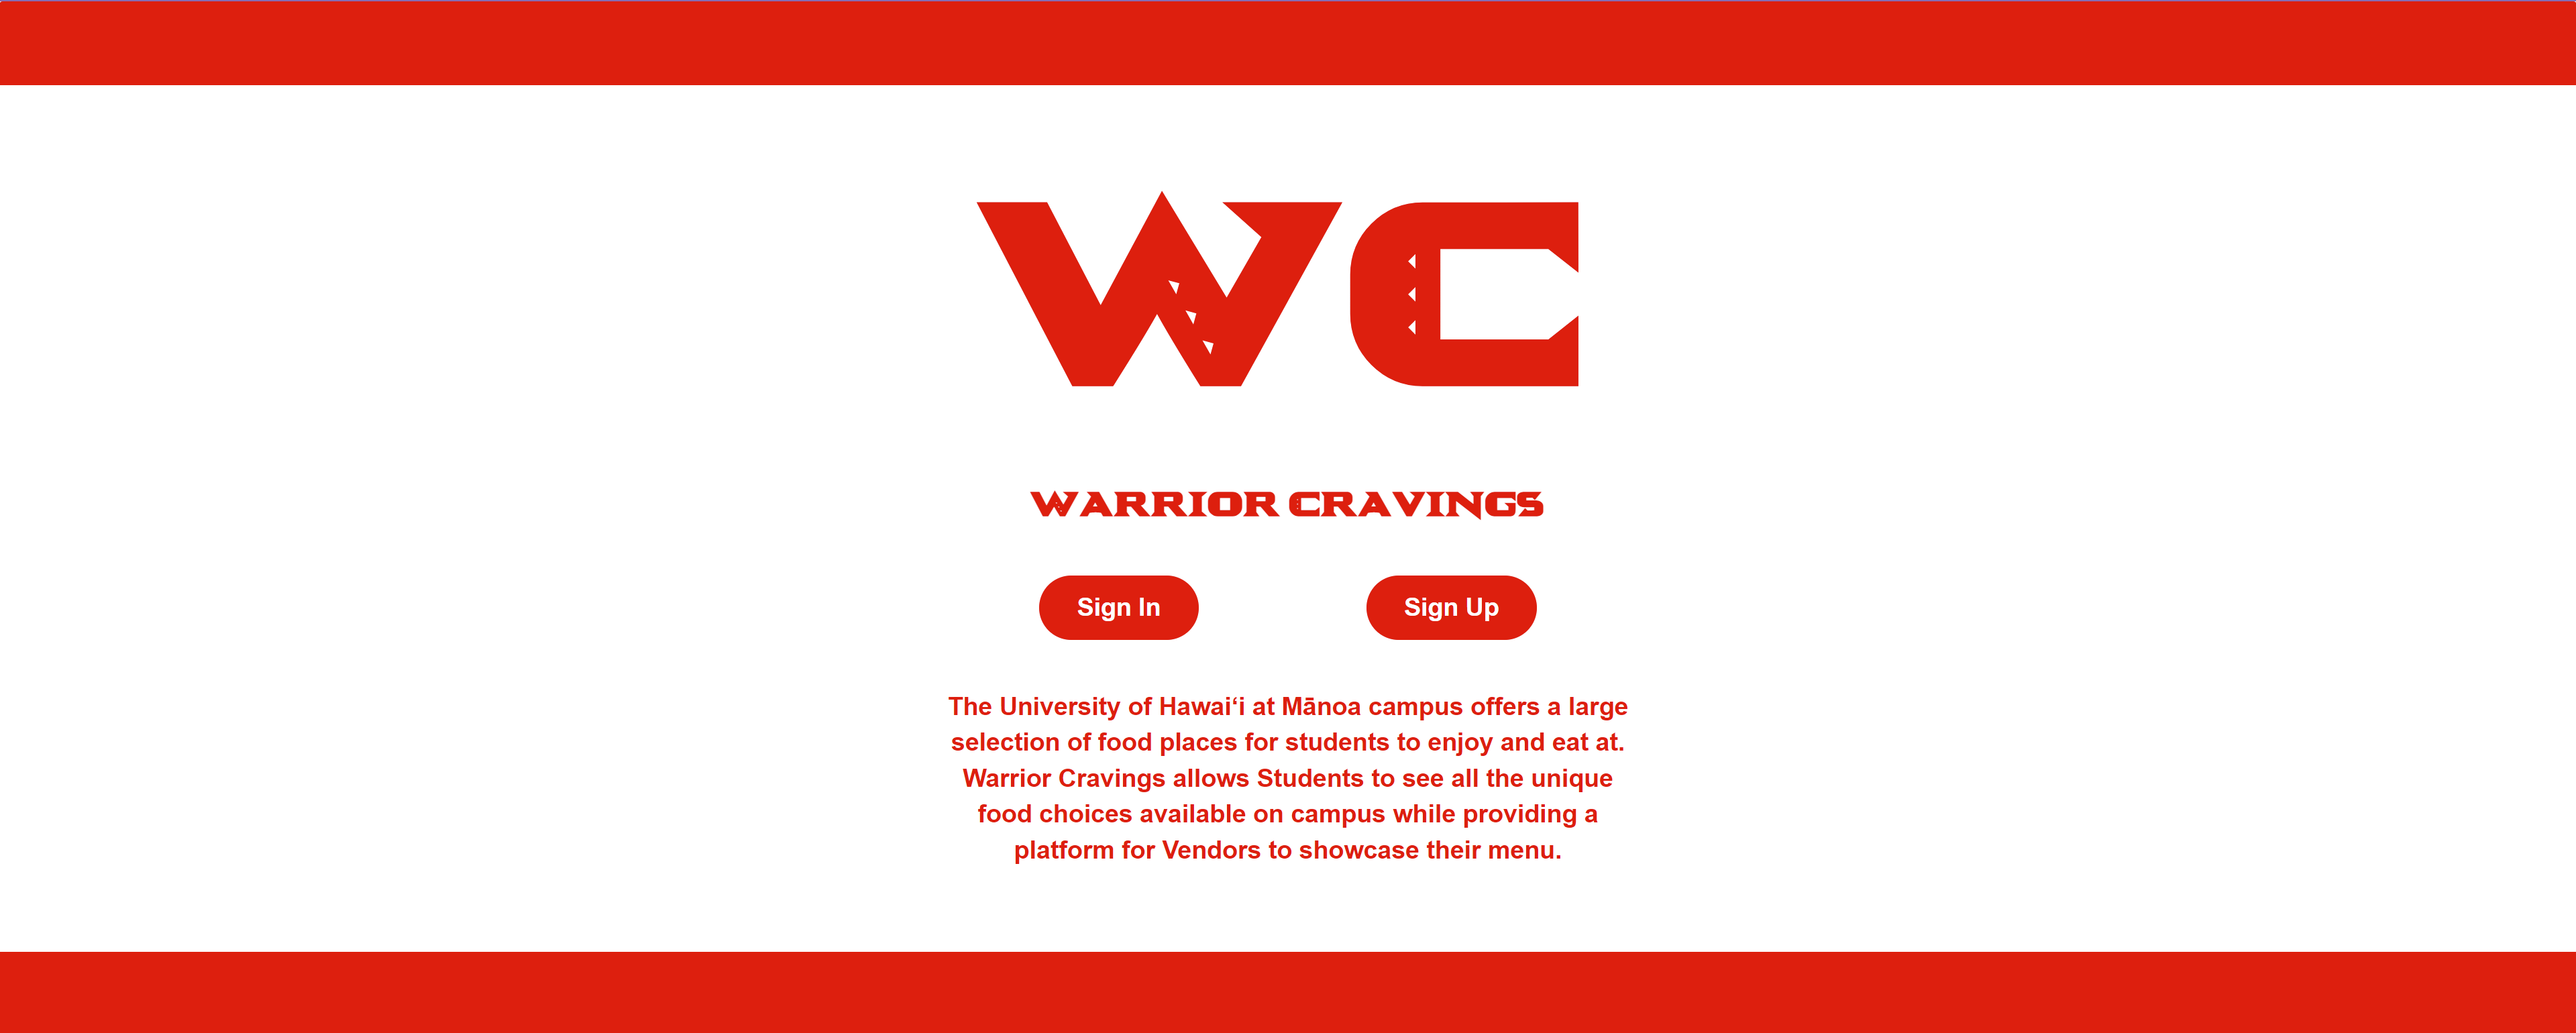 WC
WARRIOR CRAVINGS
Sign In
Sign Up
The University of Hawaiʻi at Mānoa campus offers a large
selection of food places for students to enjoy and eat at.
Warrior Cravings allows Students to see all the unique
food choices available on campus while providing a
platform for Vendors to showcase their menu.